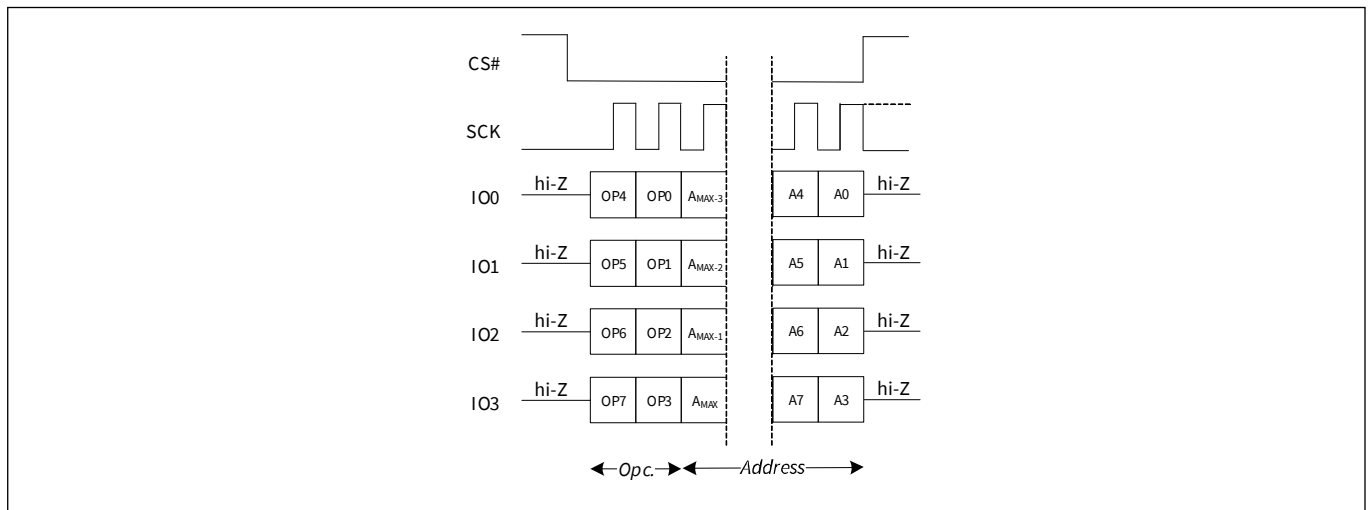 CS#
SCK
IO0 hi-Z OP4 OP0 AMAX-3 A4 A0 hi-Z
IO1 hi-Z OP5 OP1 AMAX-2 A5 A1 hi-Z
IO2 hi-Z OP6 OP2 AMAX-1 A6 A2 hi-Z
IO3 hi-Z OP7 OP3 AMAX A7 A3 hi-Z
Opc. Address